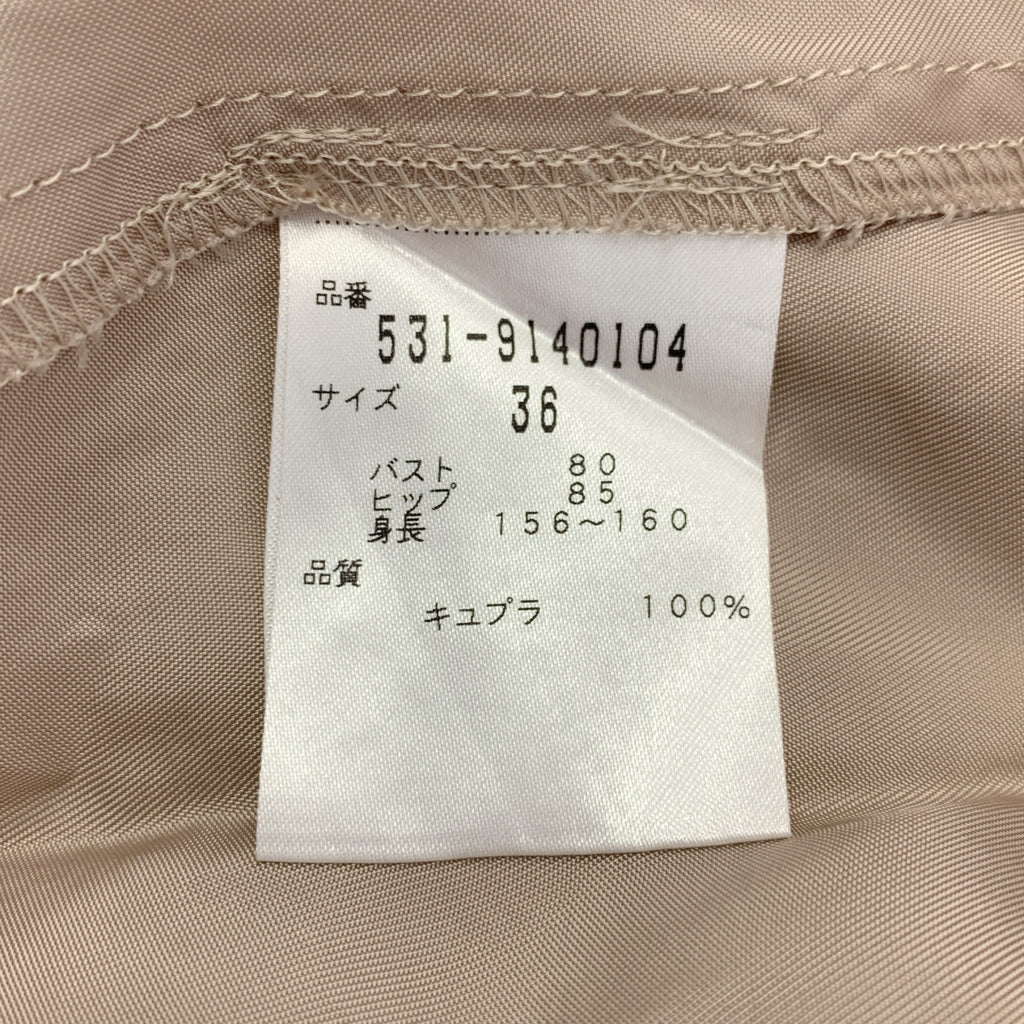 品番
531-9140104
サイズ 36
バスト 80
ヒップ 85
身長 156～160
品質
キュプラ 100%